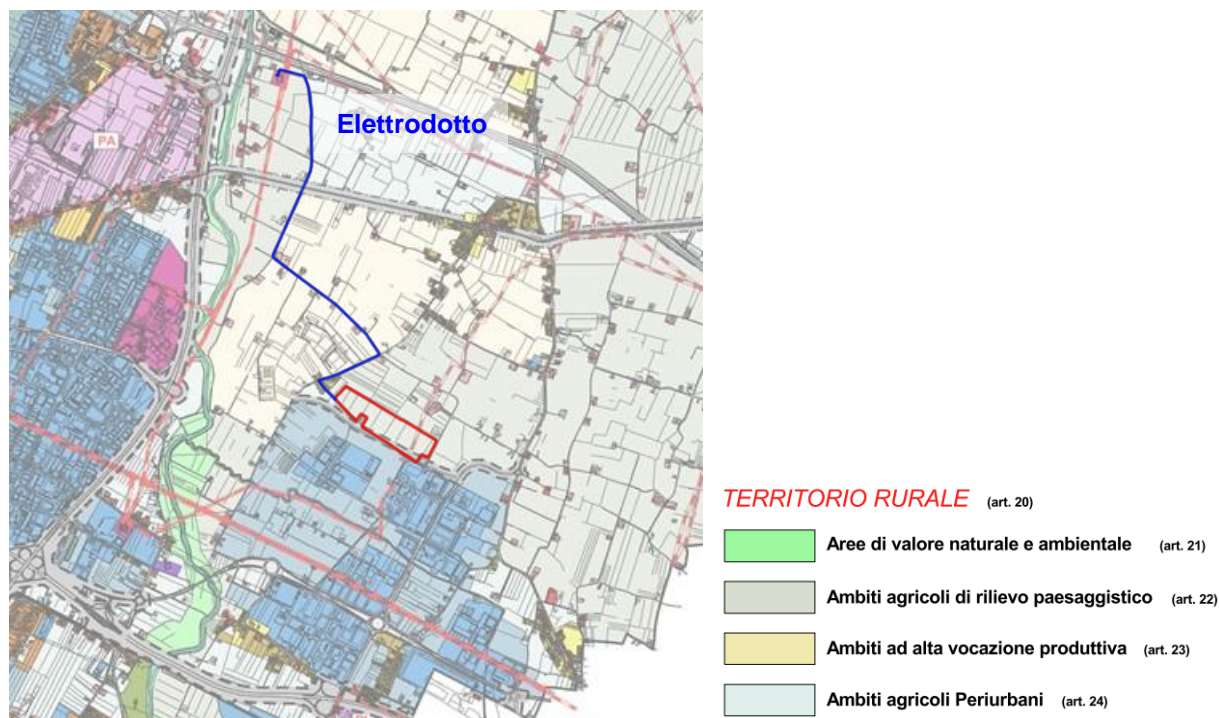 Elettrodotto
PA
TERRITORIO RURALE (art. 20)
Aree di valore naturale e ambientale (art. 21)
Ambiti agricoli di rilievo paesaggistico (art. 22)
Ambiti ad alta vocazione produttiva (art. 23)
Ambiti agricoli Periurbani (art. 24)